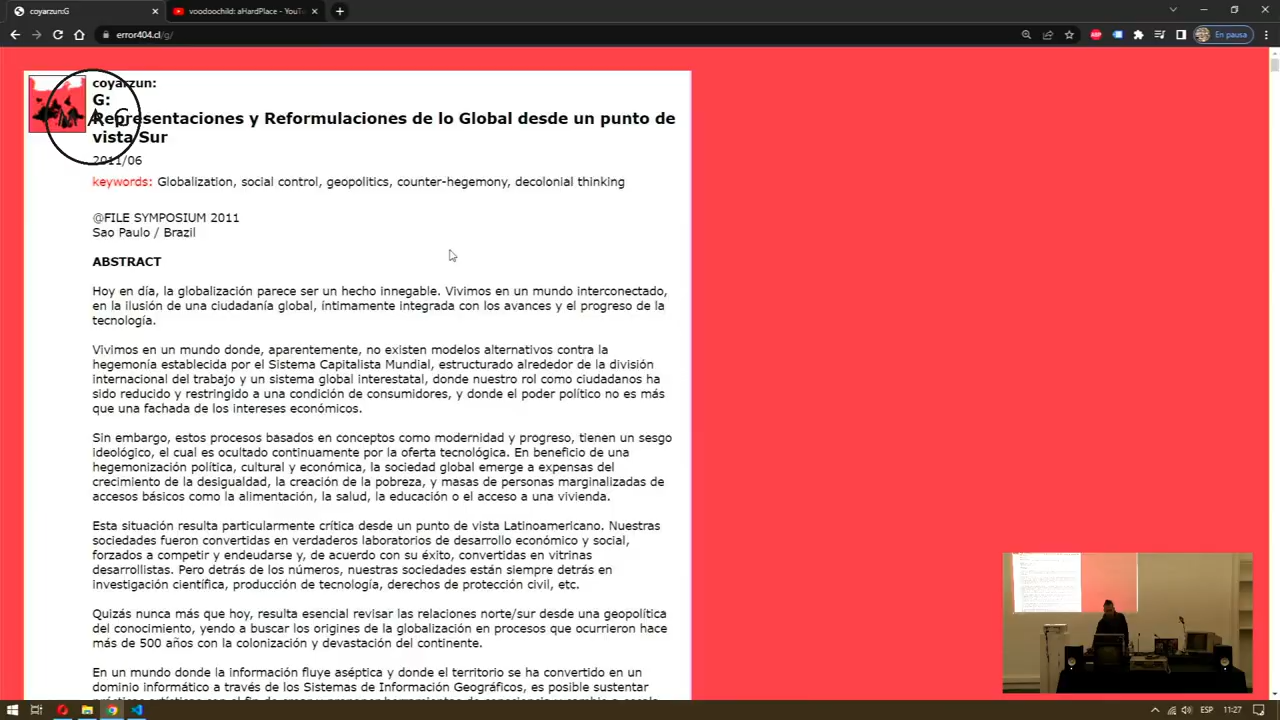 coyarzun:G
voodoochild: aHardPlace - YouTu
error404.cl/g/
ABP
En pausa
coyarzun:
G:
Representaciones y Reformulaciones de lo Global desde un punto de
vista Sur
2011/06
keywords: Globalization, social control, geopolitics, counter-hegemony, decolonial thinking
@FILE SYMPOSIUM 2011
Sao Paulo / Brazil
ABSTRACT
Hoy en día, la globalización parece ser un hecho innegable. Vivimos en un mundo interconectado,
en la ilusión de una ciudadanía global, íntimamente integrada con los avances y el progreso de la
tecnología.
Vivimos en un mundo donde, aparentemente, no existen modelos alternativos contra la
hegemonía establecida por el Sistema Capitalista Mundial, estructurado alrededor de la división
internacional del trabajo y un sistema global interestatal, donde nuestro rol como ciudadanos ha
sido reducido y restringido a una condición de consumidores, y donde el poder político no es más
que una fachada de los intereses económicos.
Sin embargo, estos procesos basados en conceptos como modernidad y progreso, tienen un sesgo
ideológico, el cual es ocultado continuamente por la oferta tecnológica. En beneficio de una
hegemonización política, cultural y económica, la sociedad global emerge a expensas del
crecimiento de la desigualdad, la creación de la pobreza, y masas de personas marginalizadas de
accesos básicos como la alimentación, la salud, la educación o el acceso a una vivienda.
Esta situación resulta particularmente crítica desde un punto de vista Latinoamericano. Nuestras
sociedades fueron convertidas en verdaderos laboratorios de desarrollo económico y social,
forzados a competir y endeudarse y, de acuerdo con su éxito, convertidas en vitrinas
desarrollistas. Pero detrás de los números, nuestras sociedades están siempre detrás en
investigación científica, producción de tecnología, derechos de protección civil, etc.
Quizás nunca más que hoy, resulta esencial revisar las relaciones norte/sur desde una geopolítica
del conocimiento, yendo a buscar los origines de la globalización en procesos que ocurrieron hace
más de 500 años con la colonización y devastación del continente.
En un mundo donde la información fluye aséptica y donde el territorio se ha convertido en un
dominio informático a través de los Sistemas de Información Geográficos, es posible sustentar
ESP
11:27